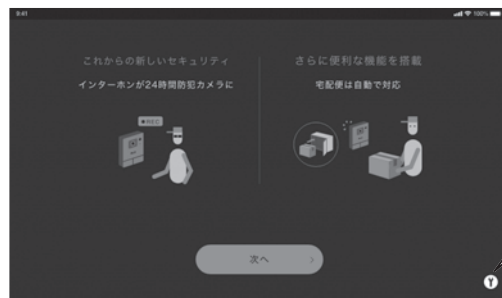 9:41
100%
これからの新しいセキュリティ
インターホンが24時間防犯カメラに
さらに便利な機能を搭載
宅配便は自動で対応
●REC
次へ